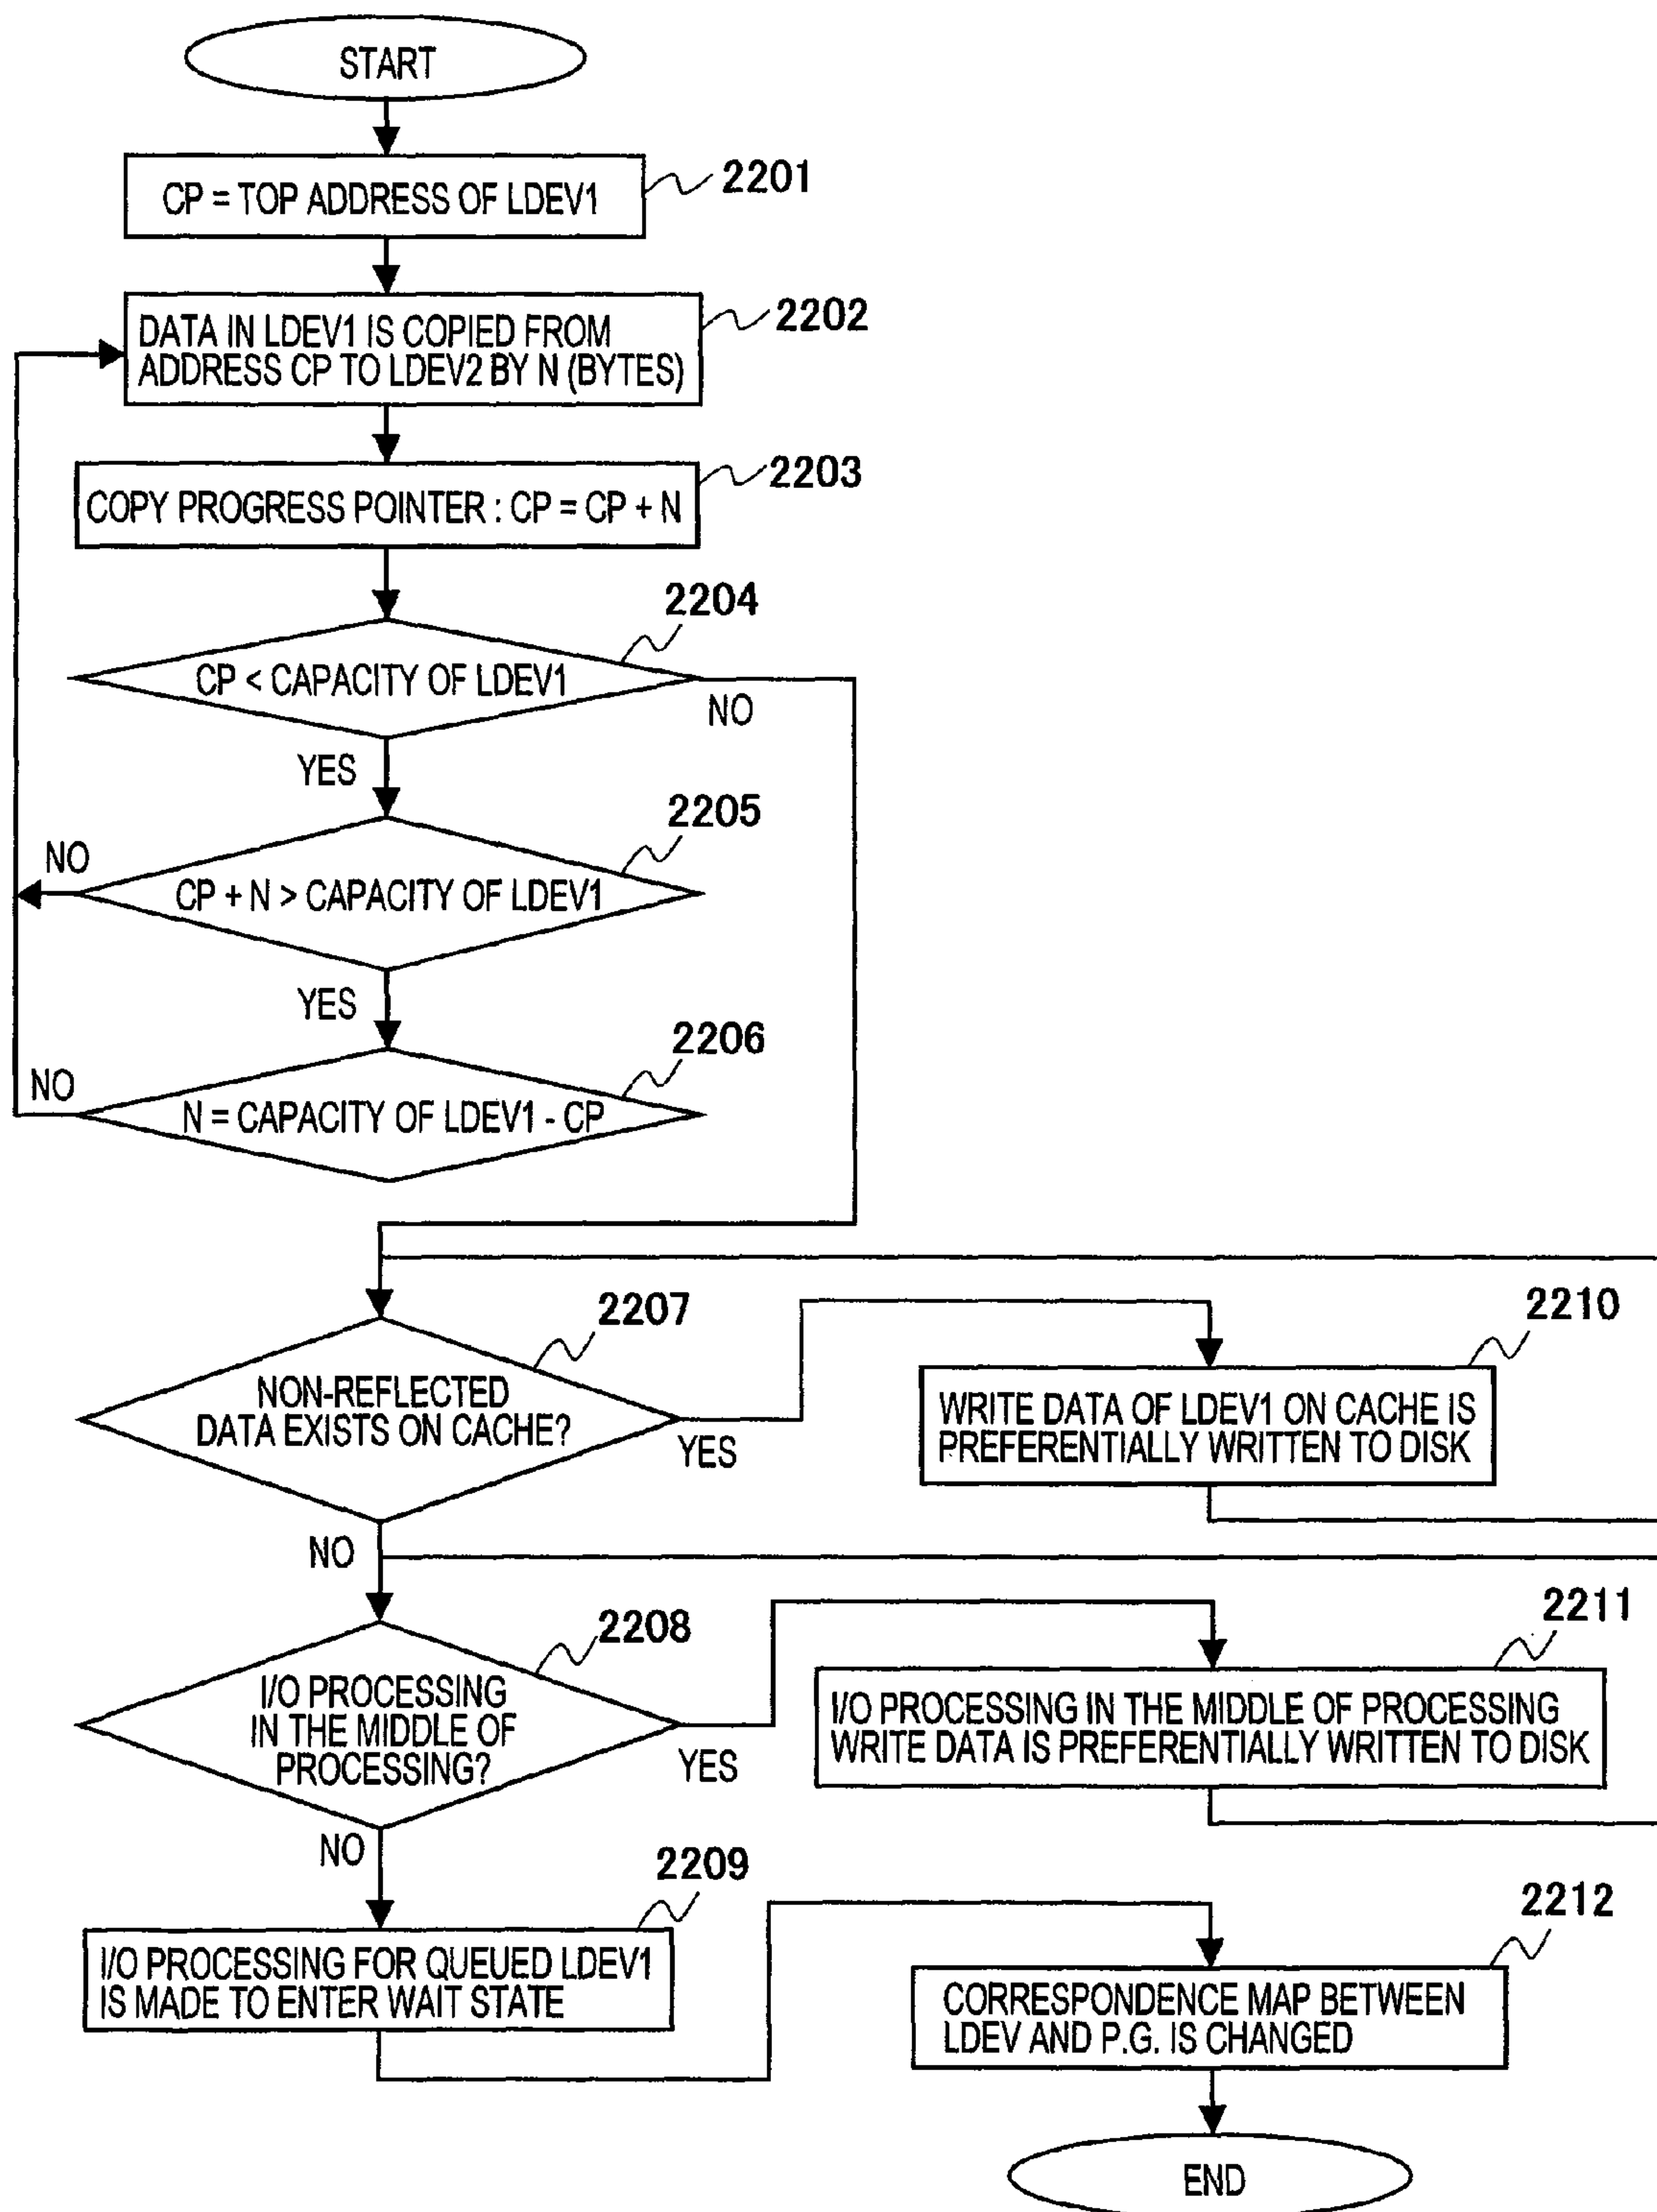 START
CP = TOP ADDRESS OF LDEV1
2201
DATA IN LDEV1 IS COPIED FROM
ADDRESS CP TO LDEV2 BY N (BYTES)
2202
COPY PROGRESS POINTER : CP = CP + N
2203
2204
CP < CAPACITY OF LDEV1
NO
YES
2205
NO
CP + N > CAPACITY OF LDEV1
YES
2206
NO
N = CAPACITY OF LDEV1 - CP
2207
NON-REFLECTED
DATA EXISTS ON CACHE?
YES
2210
WRITE DATA OF LDEV1 ON CACHE IS
PREFERENTIALLY WRITTEN TO DISK
NO
2208
I/O PROCESSING
IN THE MIDDLE OF
PROCESSING?
YES
2211
I/O PROCESSING IN THE MIDDLE OF PROCESSING
WRITE DATA IS PREFERENTIALLY WRITTEN TO DISK
NO
2209
I/O PROCESSING FOR QUEUED LDEV1
IS MADE TO ENTER WAIT STATE
2212
CORRESPONDENCE MAP BETWEEN
LDEV AND P.G. IS CHANGED
END